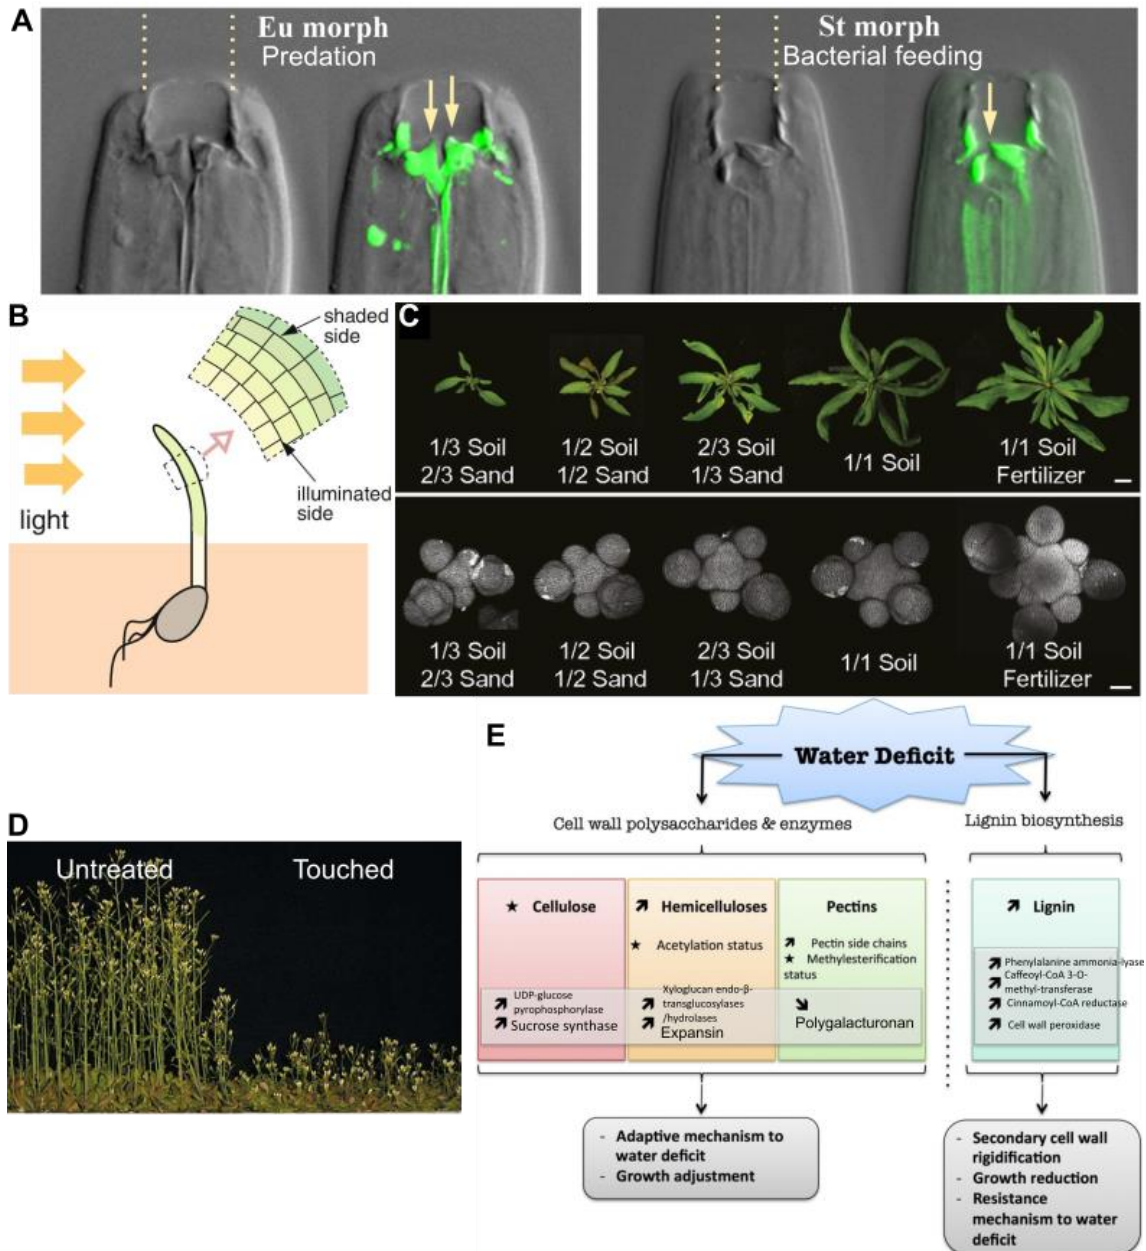 A
Eu morph
Predation
St morph
Bacterial feeding
B
shaded
side
illuminated
side
light
C
1/3 Soil
2/3 Sand
1/2 Soil
1/2 Sand
2/3 Soil
1/3 Sand
1/1 Soil
1/1 Soil
Fertilizer
1/3 Soil
2/3 Sand
1/2 Soil
1/2 Sand
2/3 Soil
1/3 Sand
1/1 Soil
1/1 Soil
Fertilizer
D
Untreated
Touched
E
Water Deficit
Cell wall polysaccharides & enzymes
Lignin biosynthesis
★ Cellulose
↗ Hemicelluloses
★ Acetylation status
Pectins
↗ Pectin side chains
★ Methylesterification
status
↗ UDP-glucose
pyrophosphorylase
↗ Sucrose synthase
↗ Xyloglucan endo-β-
transglucosylases
/hydrolases
↗ Expansin
↘
Polygalacturonan
↗ Lignin
↗ Phenylalanine ammonia-lyase
↗ Caffeoyl-CoA 3-O-
methyl-transferase
↗ Cinnamoyl-CoA reductase
↗ Cell wall peroxidase
- Adaptive mechanism to
water deficit
- Growth adjustment
- Secondary cell wall
rigidification
- Growth reduction
- Resistance
mechanism to water
deficit